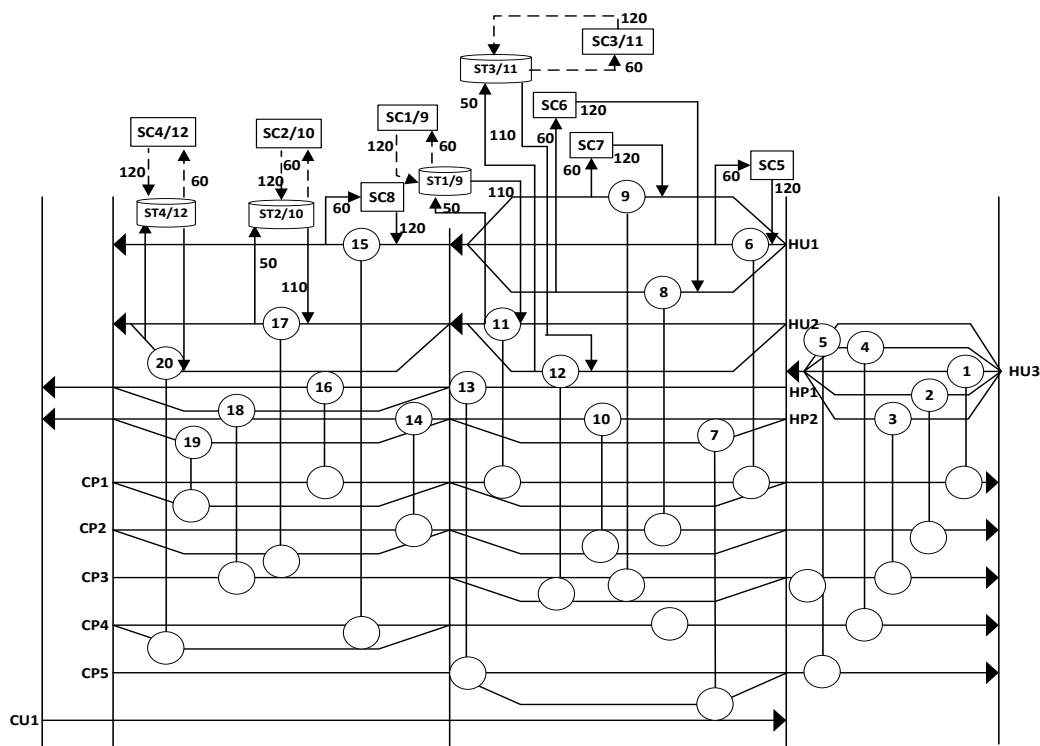 120
SC3/11
ST3/11
60
50
SC6
120
SC4/12
SC2/10
SC1/9
110
60
SC7
120
120
60
120
60
120
60
ST1/9
60
SC5
60
120
ST4/12
ST2/10
60
SC8
50
110
9
120
15
6
HU1
50
110
8
17
11
HU2
5
4
20
12
1
HU3
16
13
HP1
2
18
14
10
HP2
3
19
7
CP1
CP2
CP3
CP4
CP5
CU1